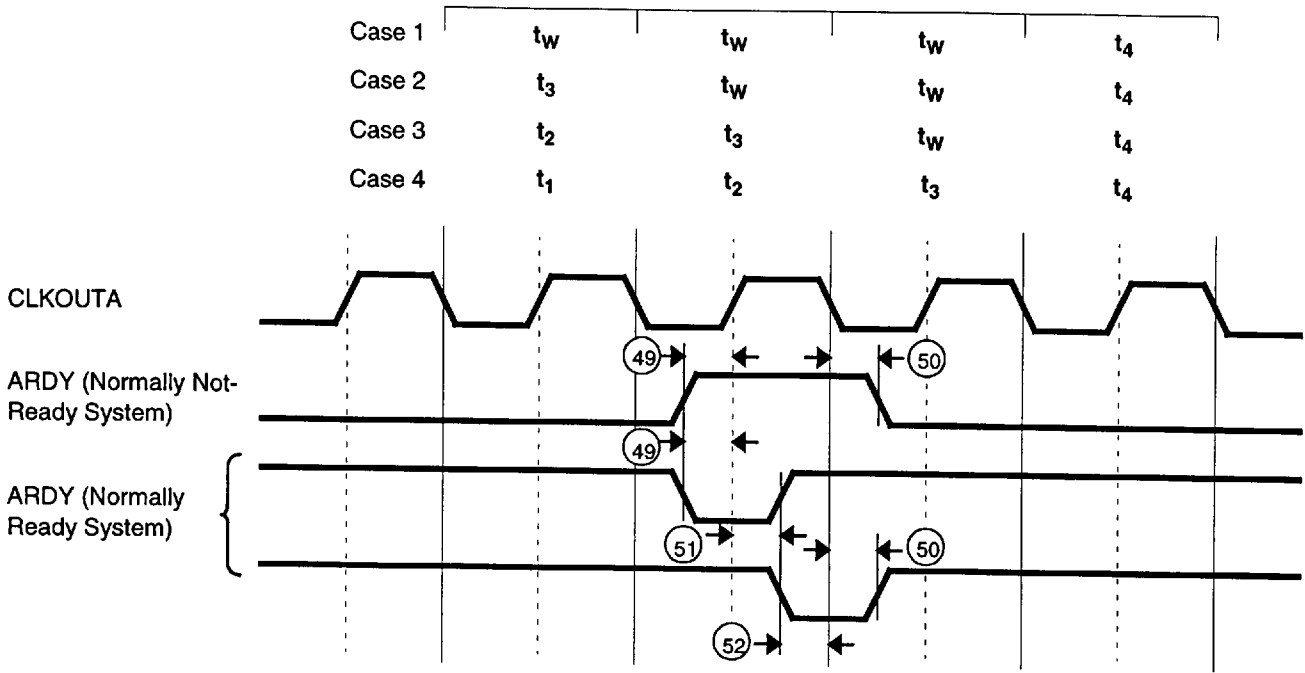 Case 1 tW tW tW t4
Case 2 t3 tW tW t4
Case 3 t2 t3 tW t4
Case 4 t1 t2 t3 t4
CLKOUTA
49 50
ARDY (Normally Not-
Ready System)
49
ARDY (Normally
Ready System)
51 50
52